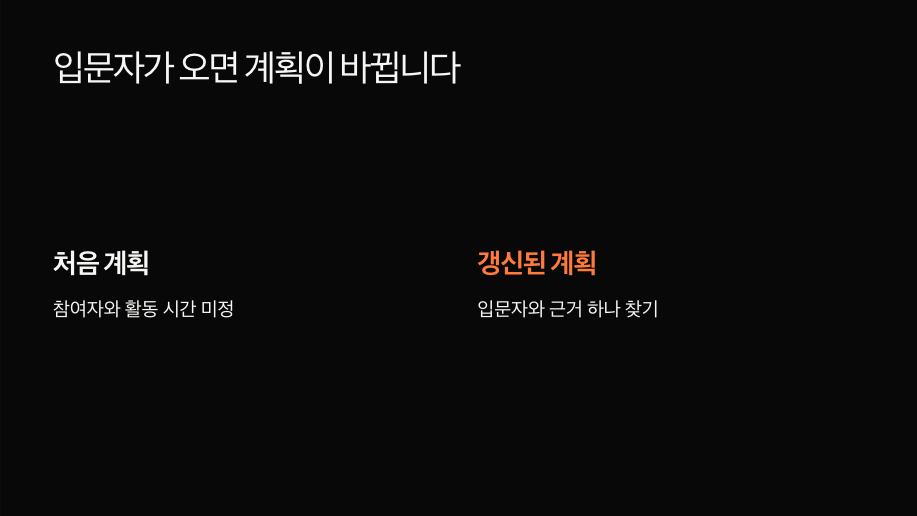 입문자가 오면 계획이 바뀝니다
처음 계획
참여자와 활동 시간 미정
갱신된 계획
입문자와 근거 하나 찾기